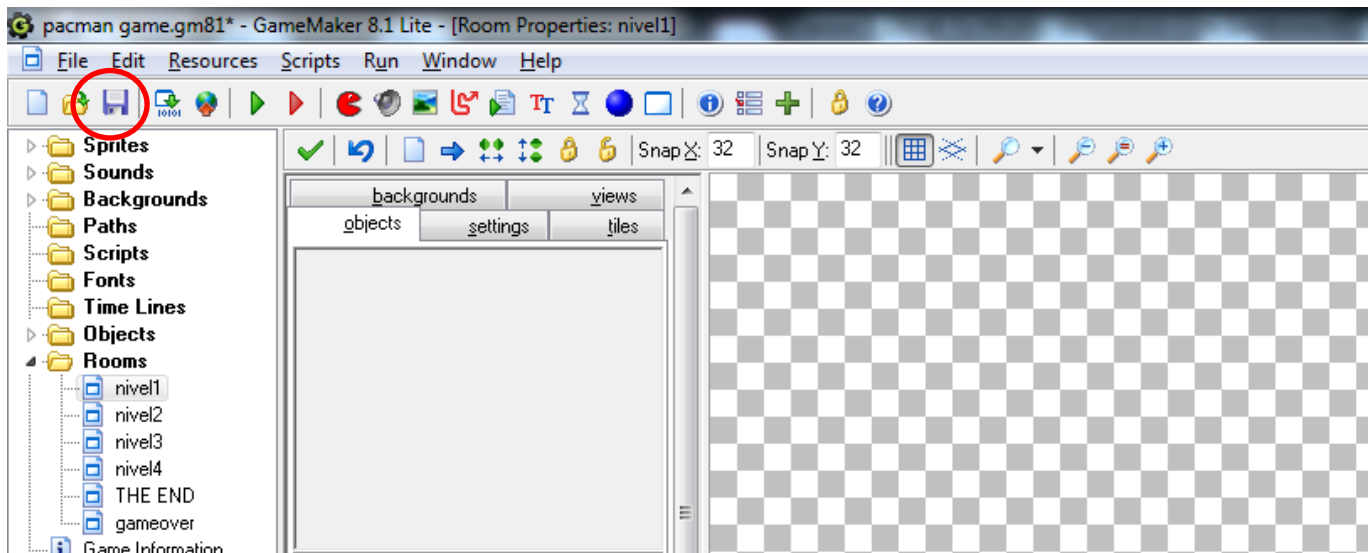 pacman game.gm81* - GameMaker 8.1 Lite - [Room Properties: nivel1]
File Edit Resources Scripts Run Window Help
Snap X: 32 Snap Y: 32
backgrounds views
objects settings tiles
Sprites
Sounds
Backgrounds
Paths
Scripts
Fonts
Time Lines
Objects
Rooms
nivel1
nivel2
nivel3
nivel4
THE END
gameover
Game Information